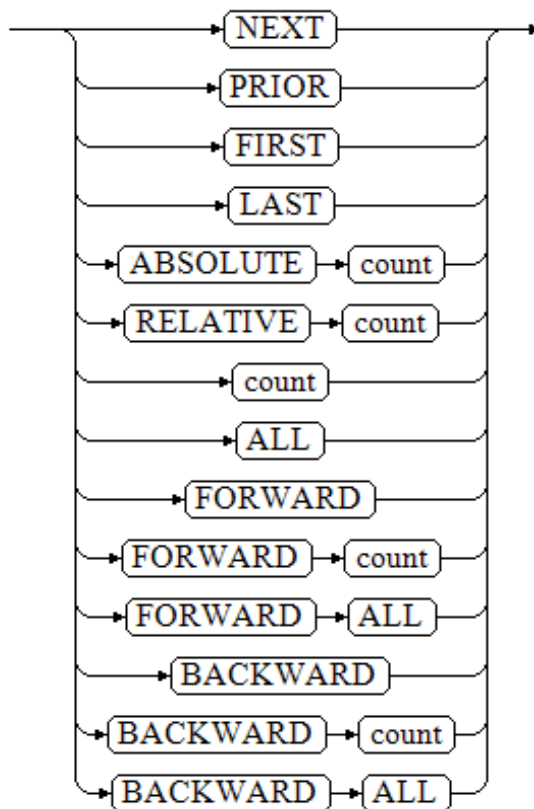 NEXT
PRIOR
FIRST
LAST
ABSOLUTE count
RELATIVE count
count
ALL
FORWARD
FORWARD count
FORWARD ALL
BACKWARD
BACKWARD count
BACKWARD ALL